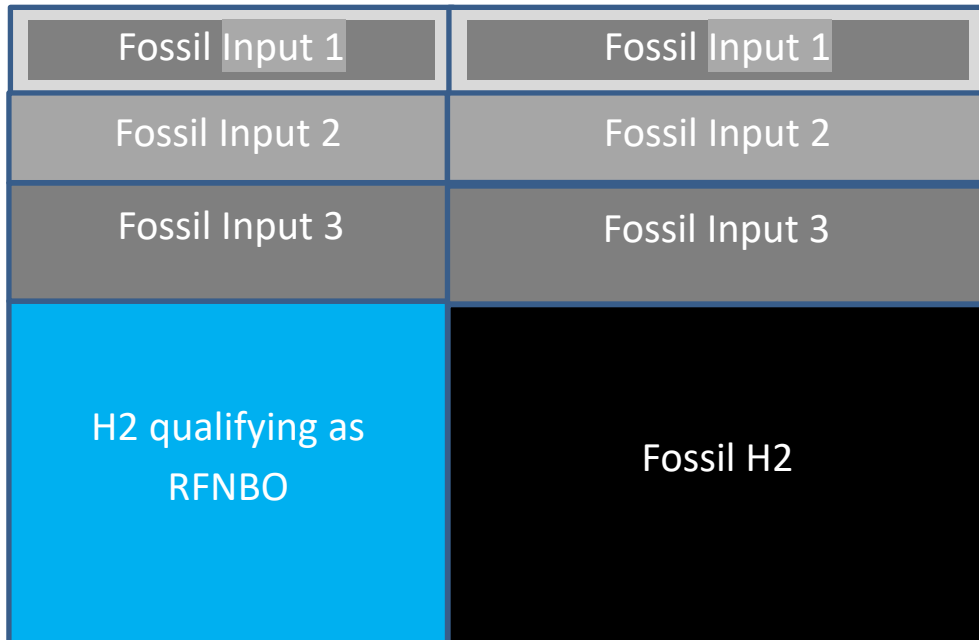 Fossil Input 1
Fossil Input 1
Fossil Input 2
Fossil Input 2
Fossil Input 3
Fossil Input 3
H2 qualifying as
RFNBO
Fossil H2